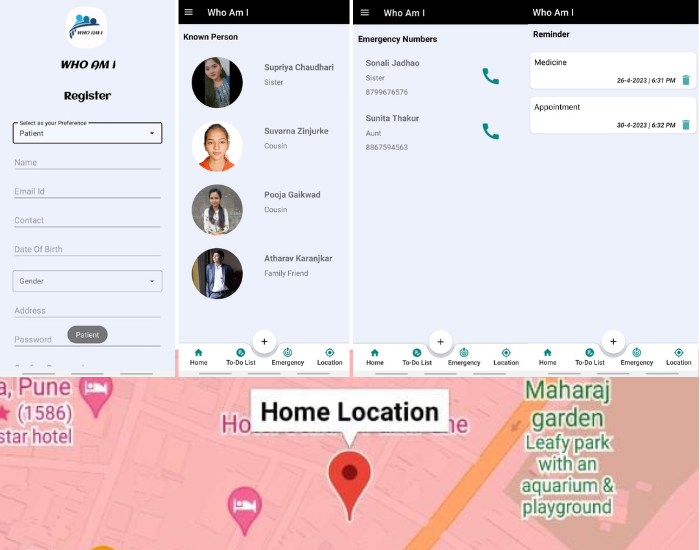 WHO AM I
WHO AM I
Register
Select as your Preference
Patient
Name
Email Id
Contact
Date Of Birth
Gender
Address
Password
Patient
Who Am I
Known Person
Supriya Chaudhari
Sister
Suvarna Zinjurke
Cousin
Pooja Gaikwad
Cousin
Atharav Karanjkar
Family Friend
+
Home To-Do List Emergency Location
Who Am I
Emergency Numbers
Sonali Jadhao
Sister
8799676576
Sunita Thakur
Aunt
8867594563
+
Home To-Do List Emergency Location
Who Am I
Reminder
Medicine
26-4-2023 | 6:31 PM
Appointment
30-4-2023 | 6:32 PM
+
Home To-Do List Emergency Location
a, Pune
(1586)
star hotel
Home Location
Ho
ne
Maharaj
garden
Leafy park
with an
aquarium &
playground